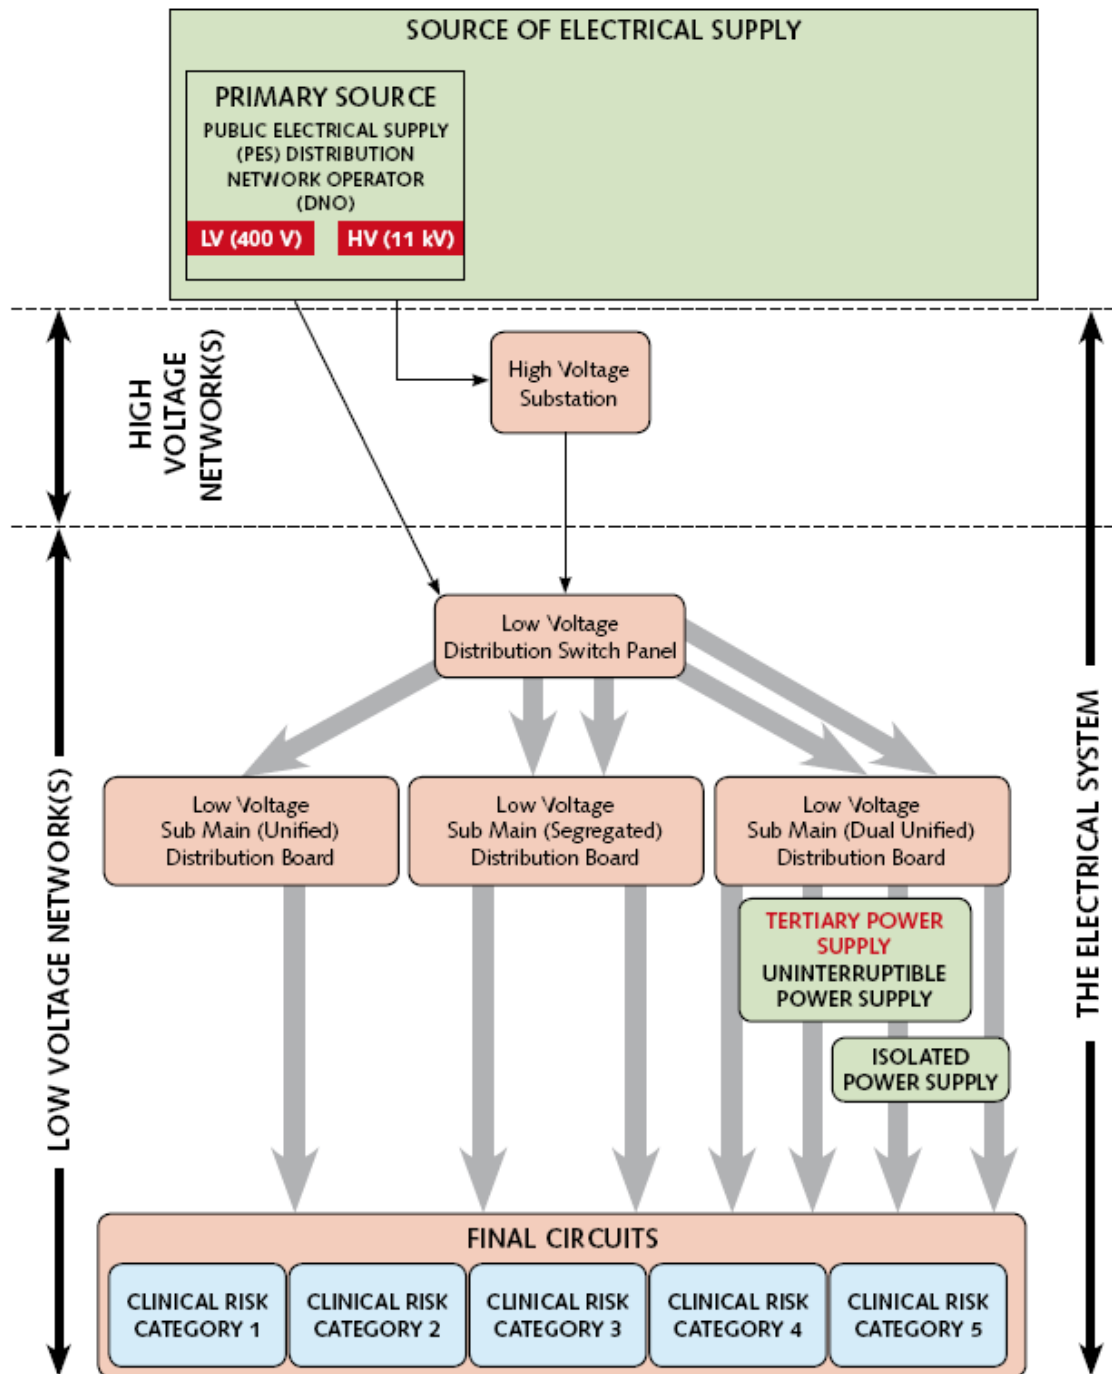 SOURCE OF ELECTRICAL SUPPLY
PRIMARY SOURCE
PUBLIC ELECTRICAL SUPPLY
(PES) DISTRIBUTION
NETWORK OPERATOR
(DNO)
LV (400 V)
HV (11 kV)
HIGH
VOLTAGE
NETWORK(S)
High Voltage
Substation
LOW VOLTAGE NETWORK(S)
THE ELECTRICAL SYSTEM
Low Voltage
Distribution Switch Panel
Low Voltage
Sub Main (Unified)
Distribution Board
Low Voltage
Sub Main (Segregated)
Distribution Board
Low Voltage
Sub Main (Dual Unified)
Distribution Board
TERTIARY POWER
SUPPLY
UNINTERRUPTIBLE
POWER SUPPLY
ISOLATED
POWER SUPPLY
FINAL CIRCUITS
CLINICAL RISK
CATEGORY 1
CLINICAL RISK
CATEGORY 2
CLINICAL RISK
CATEGORY 3
CLINICAL RISK
CATEGORY 4
CLINICAL RISK
CATEGORY 5